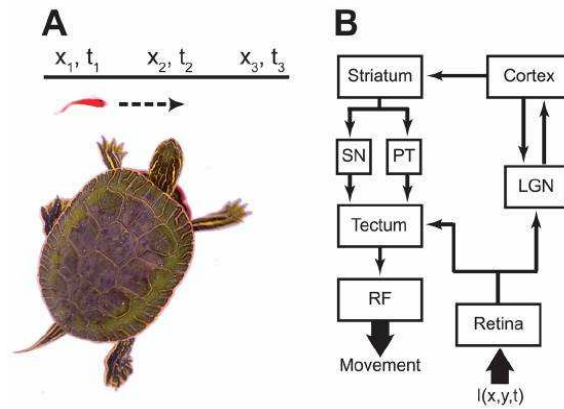 A
x₁, t₁ x₂, t₂ x₃, t₃
B
Striatum
Cortex
SN
PT
LGN
Tectum
RF
Retina
Movement
I(x,y,t)